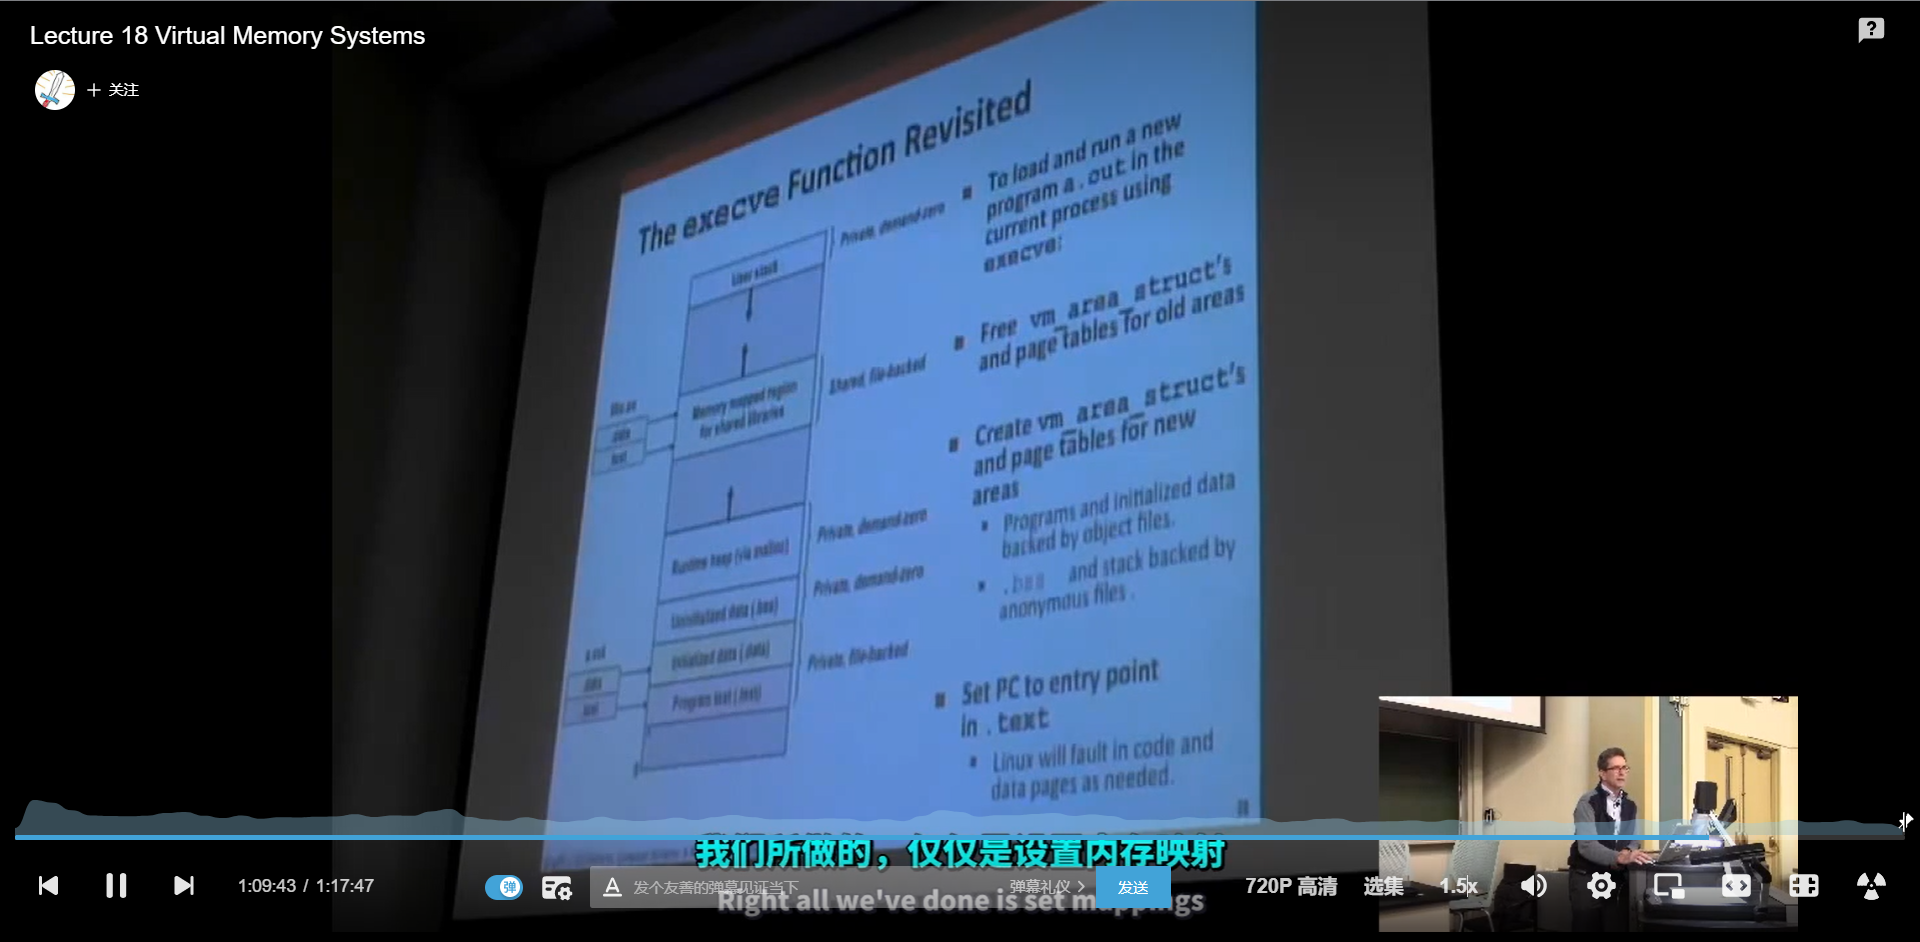 Lecture 18 Virtual Memory Systems
+ 关注
The execve Function Revisited
User stack
Private, demand-zero
Memory mapped region
for shared libraries
Shared, file-backed
libc.so
.data
.text
Runtime heap (via malloc)
Private, demand-zero
Uninitialized data (.bss)
Private, demand-zero
Initialized data (.data)
Program text (.text)
Private, file-backed
a.out
.data
.text
To load and run a new
program a.out in the
current process using
execve:
Free vm_area_struct's
and page tables for old areas
Create vm_area_struct's
and page tables for new
areas
Programs and initialized data
backed by object files.
.bss and stack backed by
anonymous files.
Set PC to entry point
in .text
Linux will fault in code and
data pages as needed.
我们所做的，仅仅是设置内存映射
Right all we've done is set mappings
1:09:43 / 1:17:47
弹
A 发个友善的弹幕见证当下
弹幕礼仪 >
发送
720P 高清
选集
1.5x